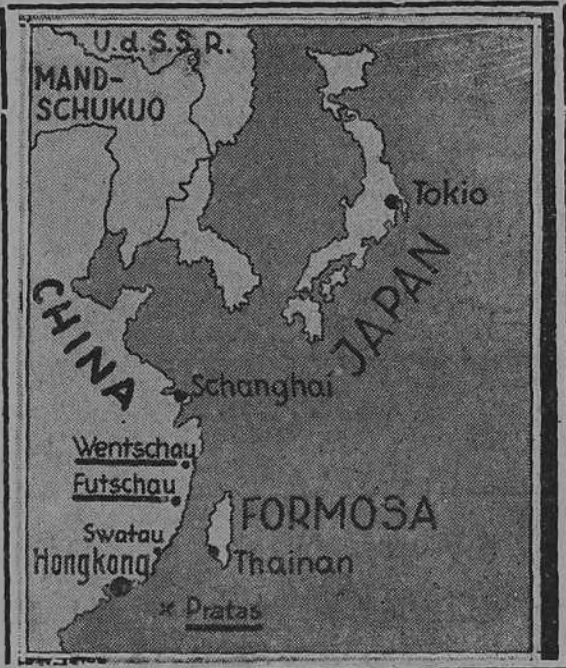 U.d.S.S.R.
MAND-
SCHUKUO
Tokio
JAPAN
CHINA
Schanghai
Wentschau
Futschau
FORMOSA
Swatau
Hongkong
Thainan
Pratas